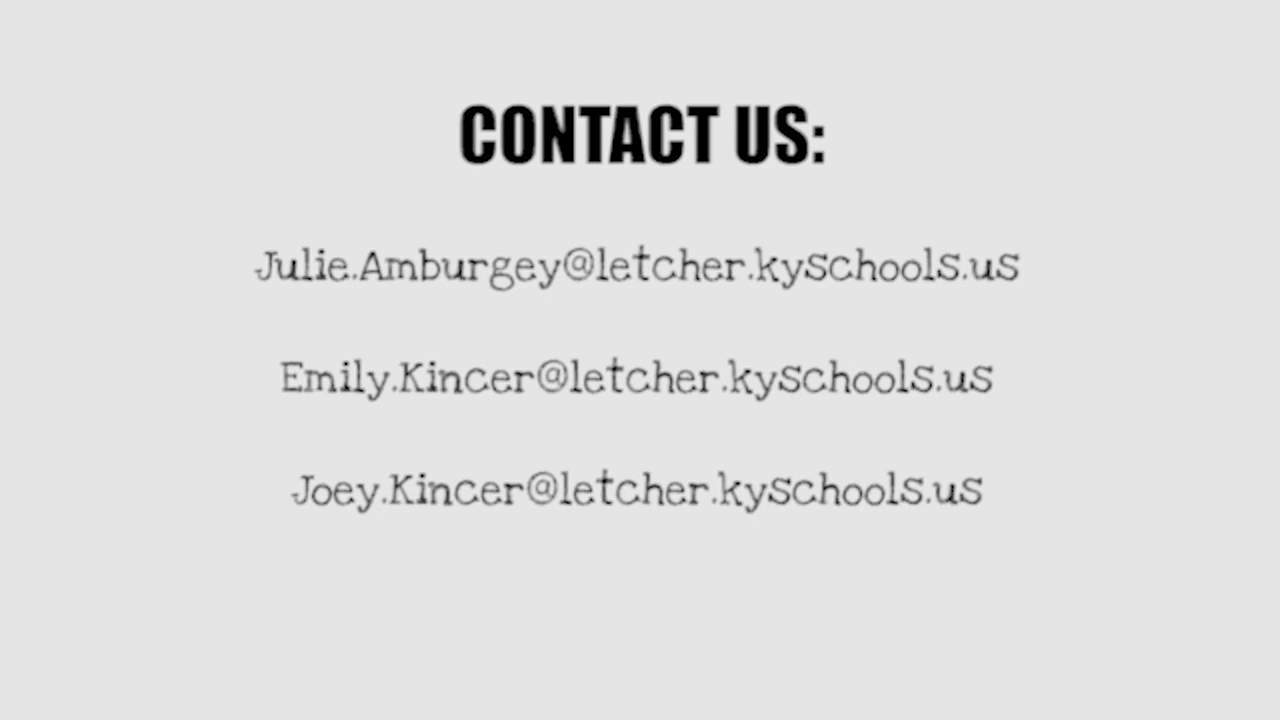 CONTACT US:
Julie.Amburgey@letcher.kyschools.us
Emily.Kincer@letcher.kyschools.us
Joey.Kincer@letcher.kyschools.us